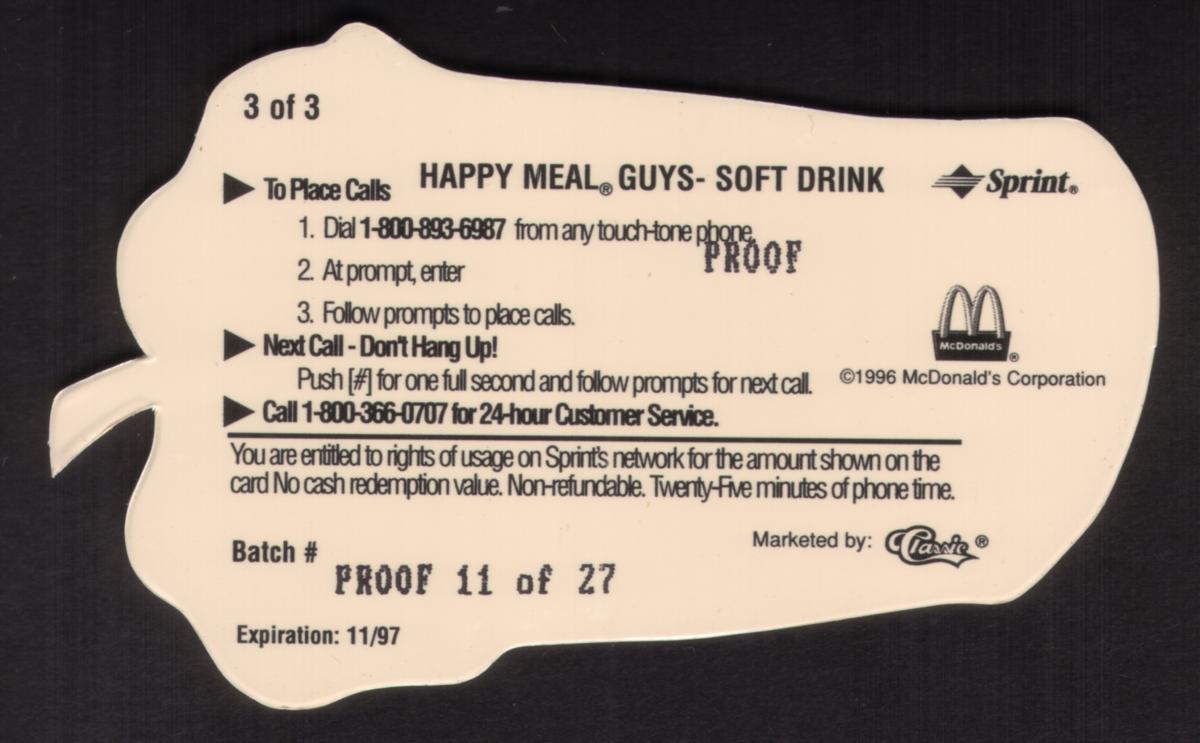 3 of 3
HAPPY MEAL® GUYS- SOFT DRINK
Sprint®
▶ To Place Calls
1. Dial 1-800-893-6987 from any touch-tone phone.
PROOF
2. At prompt, enter
3. Follow prompts to place calls.
▶ Next Call - Don't Hang Up!
Push [#] for one full second and follow prompts for next call.
McDonald's®
©1996 McDonald's Corporation
▶ Call 1-800-366-0707 for 24-hour Customer Service.
You are entitled to rights of usage on Sprint's network for the amount shown on the
card No cash redemption value. Non-refundable. Twenty-Five minutes of phone time.
Marketed by: Classic®
Batch #
PROOF 11 of 27
Expiration: 11/97